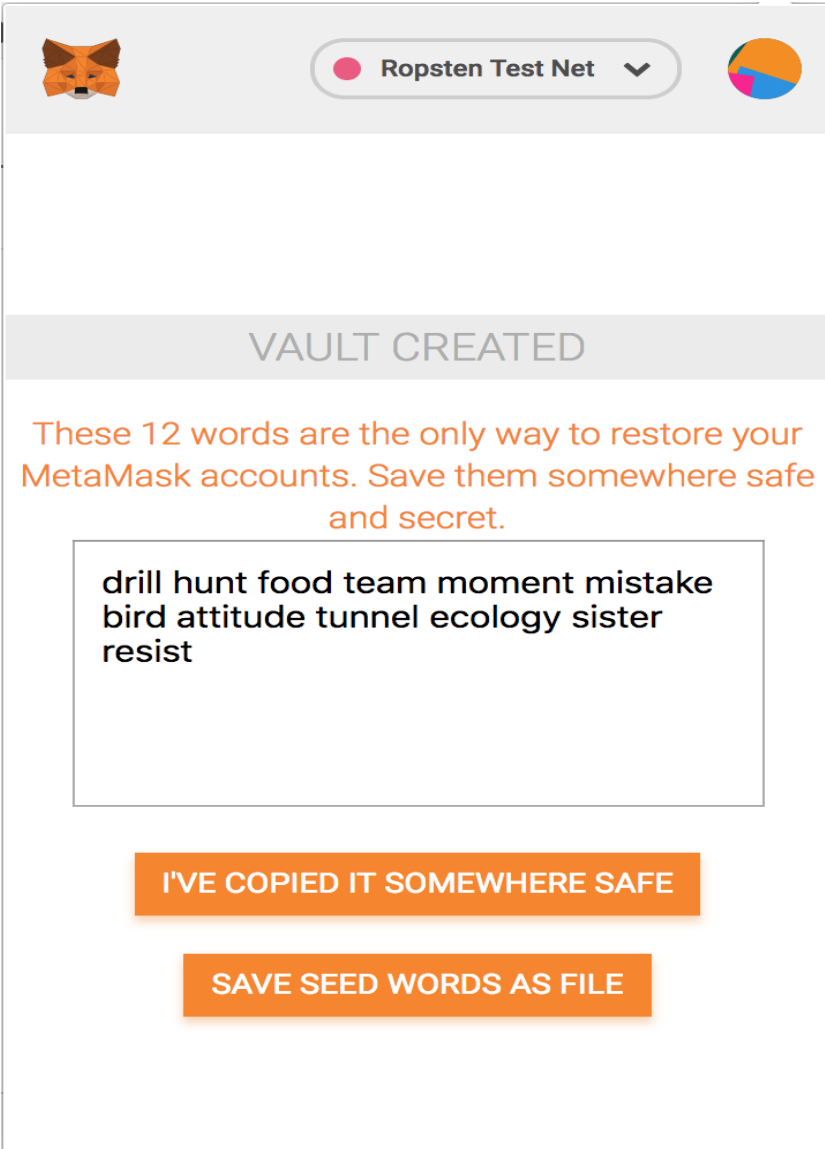 Ropsten Test Net
VAULT CREATED
These 12 words are the only way to restore your
MetaMask accounts. Save them somewhere safe
and secret.
drill hunt food team moment mistake
bird attitude tunnel ecology sister
resist
I'VE COPIED IT SOMEWHERE SAFE
SAVE SEED WORDS AS FILE